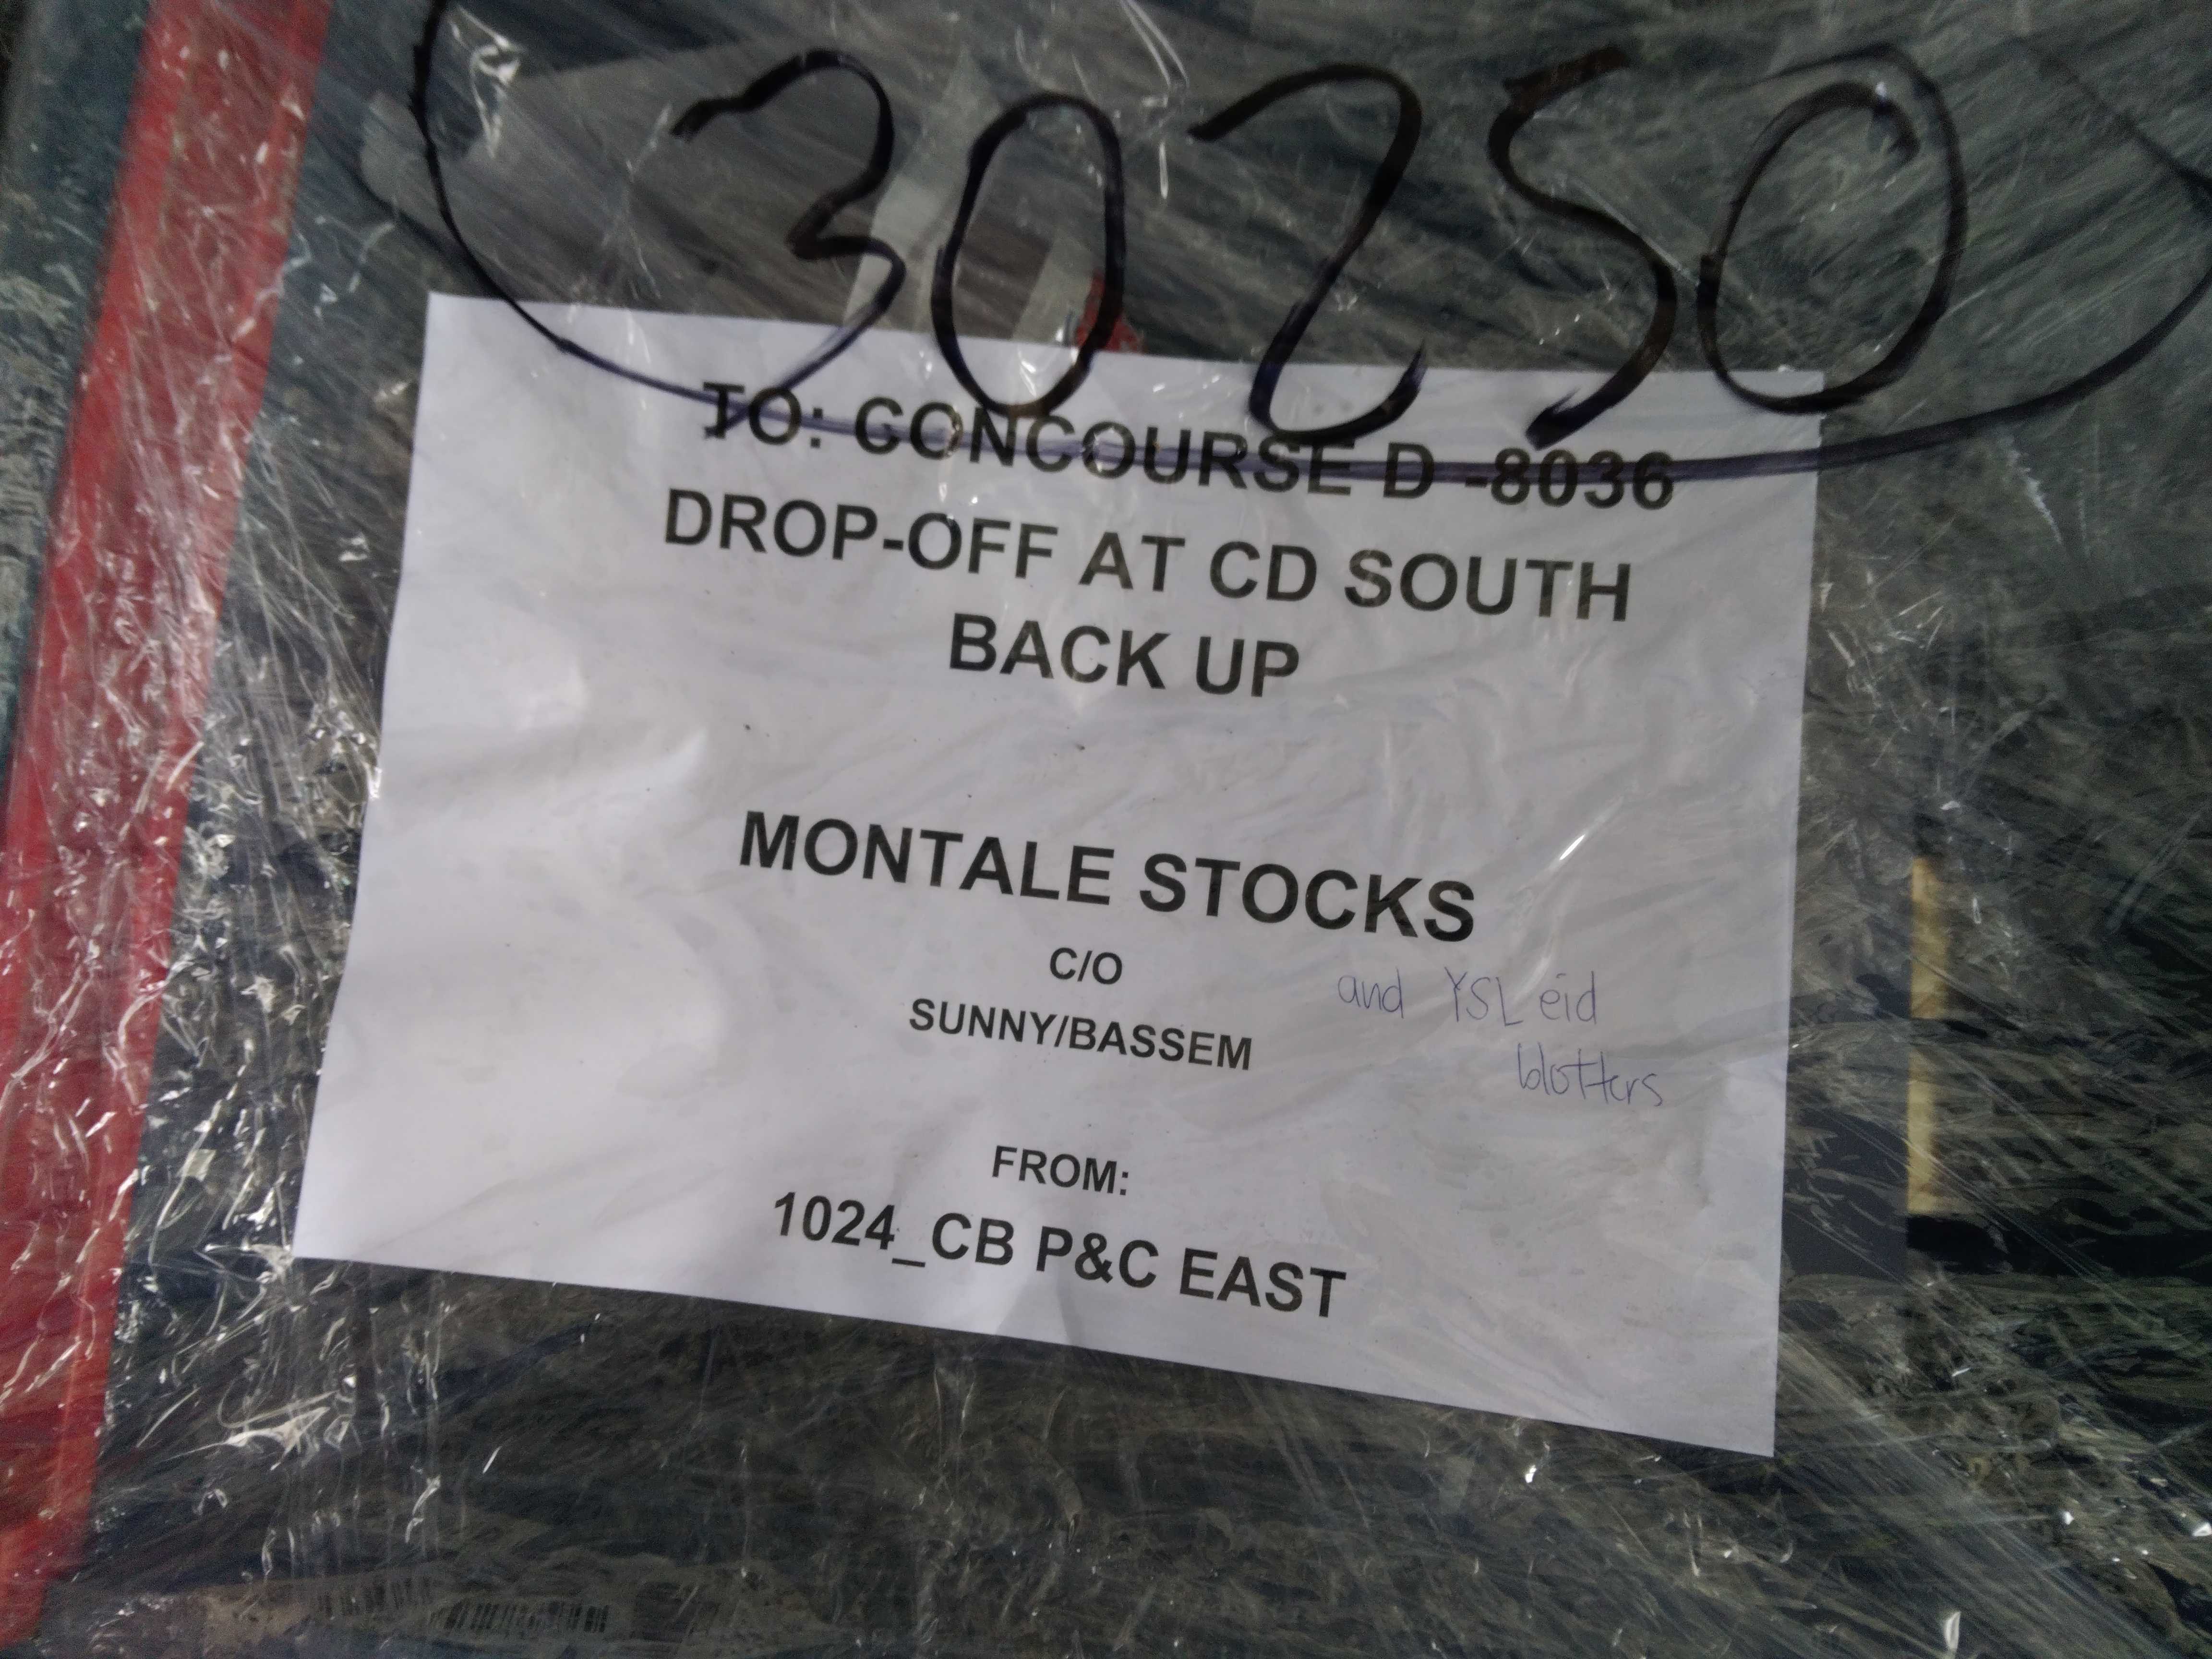 30250
TO: CONCOURSE D -8036
DROP-OFF AT CD SOUTH
BACK UP
MONTALE STOCKS
C/O
SUNNY/BASSEM
and YSL eid
blotters
FROM:
1024_CB P&C EAST